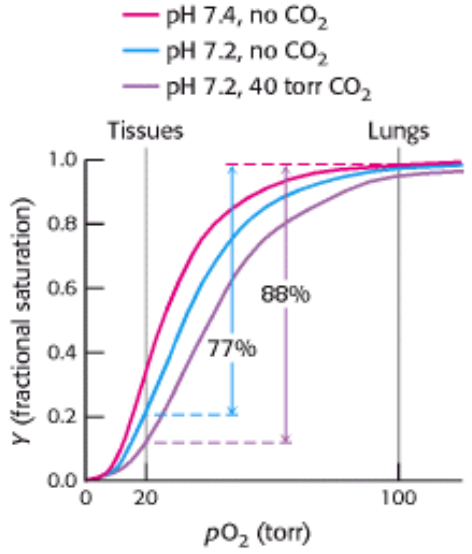 pH 7.4, no CO₂
pH 7.2, no CO₂
pH 7.2, 40 torr CO₂
Tissues Lungs
1.0
0.8
0.6
88%
77%
0.4
0.2
0.0
Y (fractional saturation)
0 20 100
pO₂ (torr)